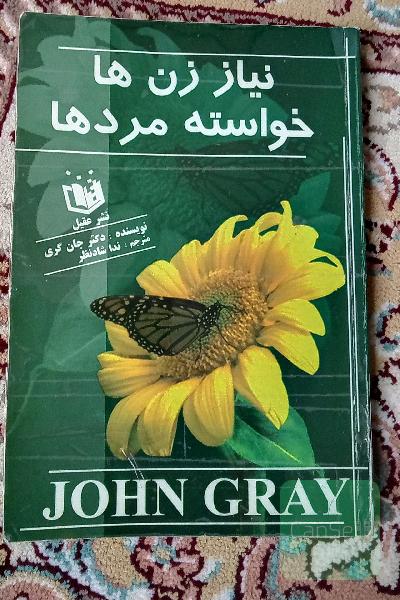 نیاز زن ها
خواسته مردها
نشر عقیل
نویسنده : دکتر جان گری
مترجم : ندا شادنظر
JOHN GRAY